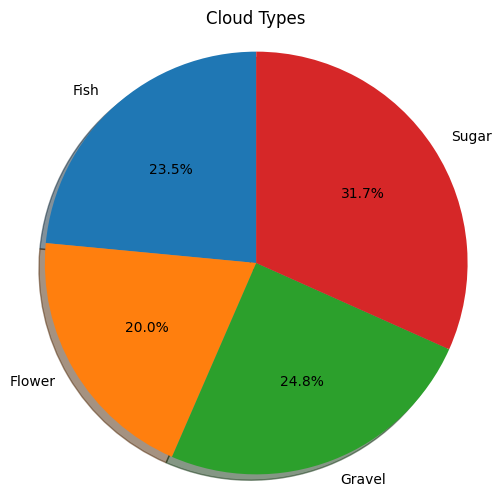 Cloud Types
Fish
Sugar
23.5%
31.7%
20.0%
Flower
24.8%
Gravel